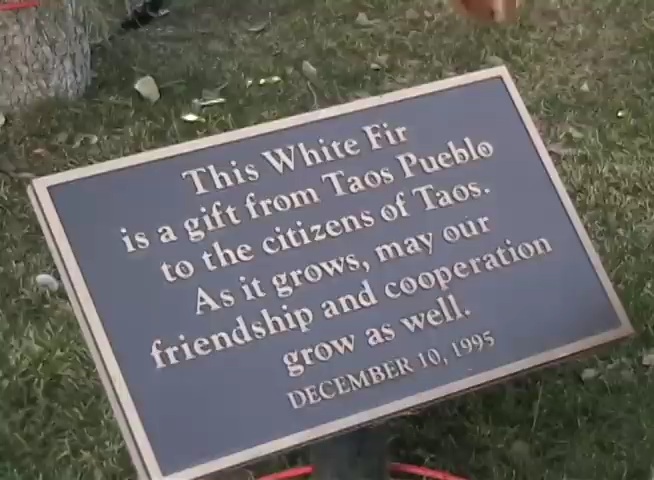 This White Fir
is a gift from Taos Pueblo
to the citizens of Taos.
As it grows, may our
friendship and cooperation
grow as well.
DECEMBER 10, 1995